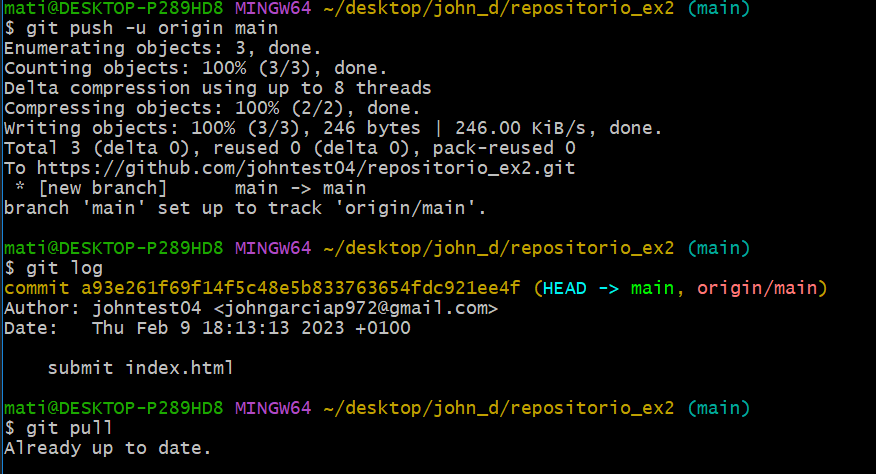 mati@DESKTOP-P289HD8 MINGW64 ~/desktop/john_d/repositorio_ex2 (main)
$ git push -u origin main
Enumerating objects: 3, done.
Counting objects: 100% (3/3), done.
Delta compression using up to 8 threads
Compressing objects: 100% (2/2), done.
Writing objects: 100% (3/3), 246 bytes | 246.00 KiB/s, done.
Total 3 (delta 0), reused 0 (delta 0), pack-reused 0
To https://github.com/johntest04/repositorio_ex2.git
 * [new branch]      main -> main
branch 'main' set up to track 'origin/main'.

mati@DESKTOP-P289HD8 MINGW64 ~/desktop/john_d/repositorio_ex2 (main)
$ git log
commit a93e261f69f14f5c48e5b833763654fdc921ee4f (HEAD -> main, origin/main)
Author: johntest04 <johngarciap972@gmail.com>
Date:   Thu Feb 9 18:13:13 2023 +0100

    submit index.html

mati@DESKTOP-P289HD8 MINGW64 ~/desktop/john_d/repositorio_ex2 (main)
$ git pull
Already up to date.